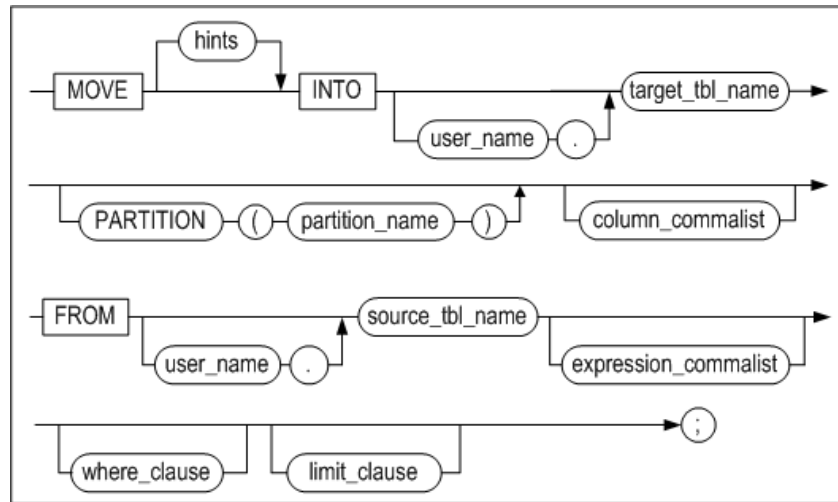 hints
MOVE INTO target_tbl_name
user_name .
PARTITION ( partition_name ) column_commalist
FROM source_tbl_name
user_name . expression_commalist
;
where_clause limit_clause